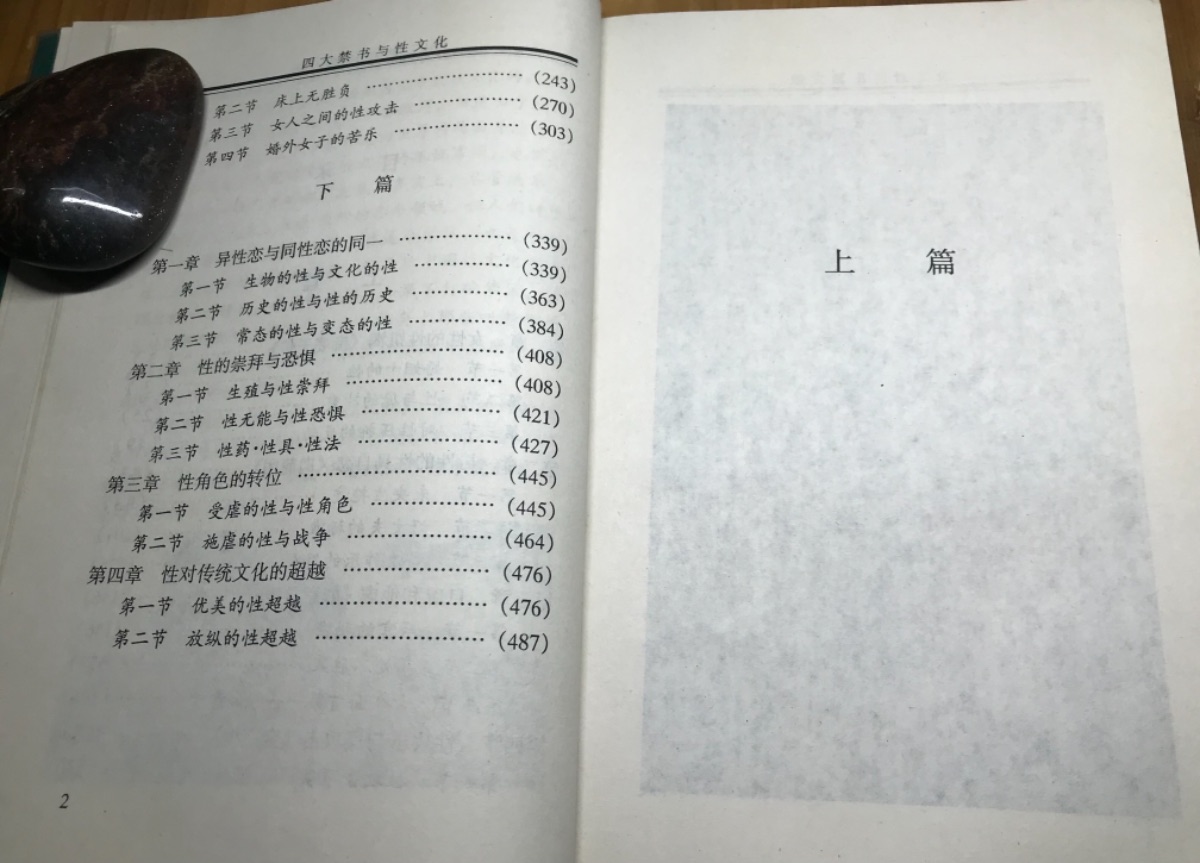 四大禁书与性文化
第二节 床上无胜负 ……………………(243)
第三节 女人之间的性攻击 ……………(270)
第四节 婚外女子的苦乐 ………………(303)
下 篇
第一章 异性恋与同性恋的同一 ………………(339)
第一节 生物的性与文化的性 ……………(339)
第二节 历史的性与性的历史 ……………(363)
第三节 常态的性与变态的性 ……………(384)
第二章 性的崇拜与恐惧 ………………………(408)
第一节 生殖与性崇拜 ……………………(408)
第二节 性无能与性恐惧 …………………(421)
第三节 性药·性具·性法 …………………(427)
第三章 性角色的转位 …………………………(445)
第一节 受虐的性与性角色 ………………(445)
第二节 施虐的性与战争 …………………(464)
第四章 性对传统文化的超越 …………………(476)
第一节 优美的性超越 ……………………(476)
第二节 放纵的性超越 ……………………(487)
2
上 篇